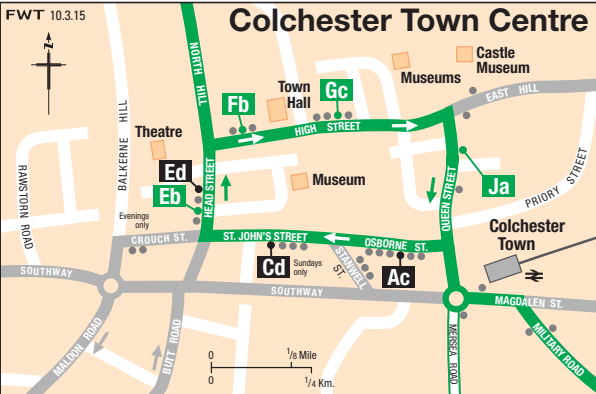 FWT 10.3.15
Colchester Town Centre
N
NORTH HILL
BALKERNE HILL
Theatre
Town
Hall
Fb
Gc
Museums
Castle
Museum
EAST HILL
HIGH STREET
RAWSTORN ROAD
Ed
Eb
HEAD STREET
Museum
QUEEN STREET
Ja
PRIORY STREET
Evenings
only
CROUCH ST.
ST. JOHN'S STREET
OSBORNE ST.
Colchester
Town
SOUTHWAY
Cd
Sundays
only
STANWELL
ST.
Ac
SOUTHWAY
MAGDALEN ST.
MALDON ROAD
BUTT ROAD
MERSEA ROAD
MILITARY ROAD
0 1/8 Mile
0 1/4 Km.